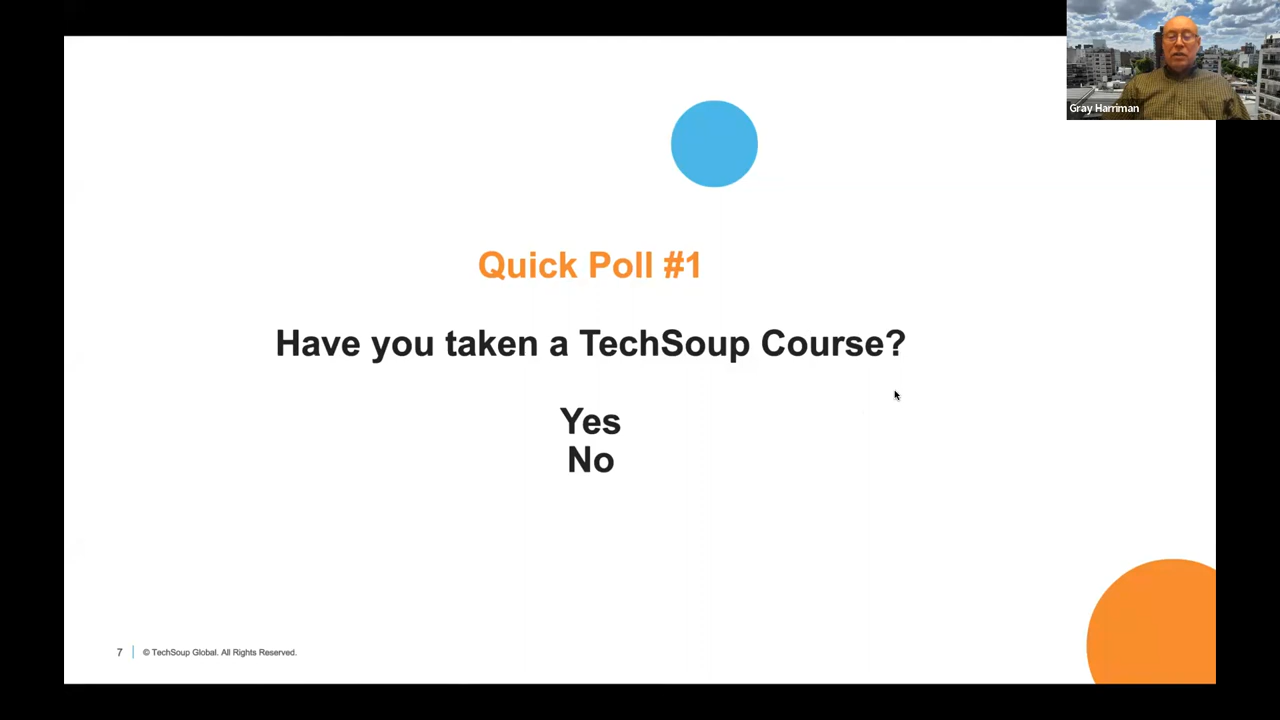 Gray Harriman
Quick Poll #1
Have you taken a TechSoup Course?
Yes
No
7
© TechSoup Global. All Rights Reserved.